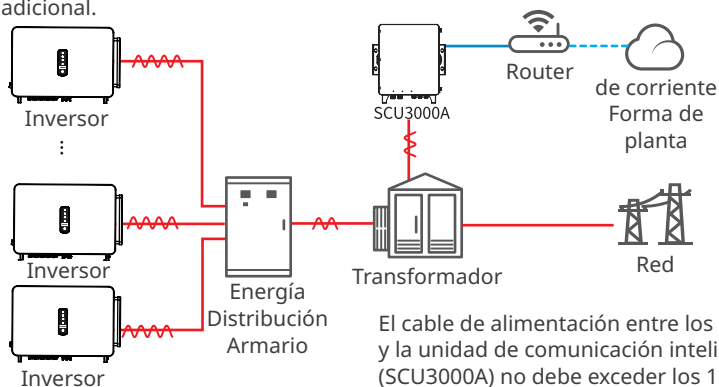 adicional.
Inversor
⋮
Inversor
Inversor
Energía
Distribución
Armario
SCU3000A
Router
de corriente
Forma de
planta
Transformador
Red
El cable de alimentación entre los
y la unidad de comunicación inteli
(SCU3000A) no debe exceder los 1